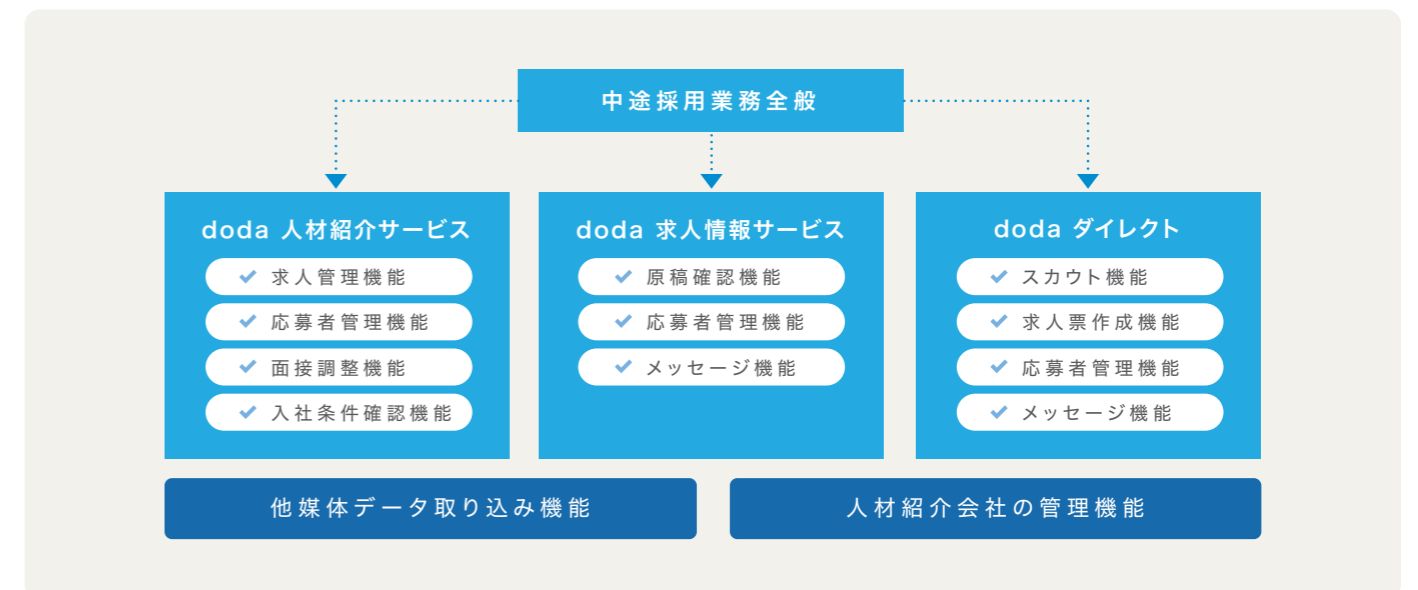 中途採用業務全般
doda 人材紹介サービス
求人管理機能
応募者管理機能
面接調整機能
入社条件確認機能
doda 求人情報サービス
原稿確認機能
応募者管理機能
メッセージ機能
doda ダイレクト
スカウト機能
求人票作成機能
応募者管理機能
メッセージ機能
他媒体データ取り込み機能
人材紹介会社の管理機能